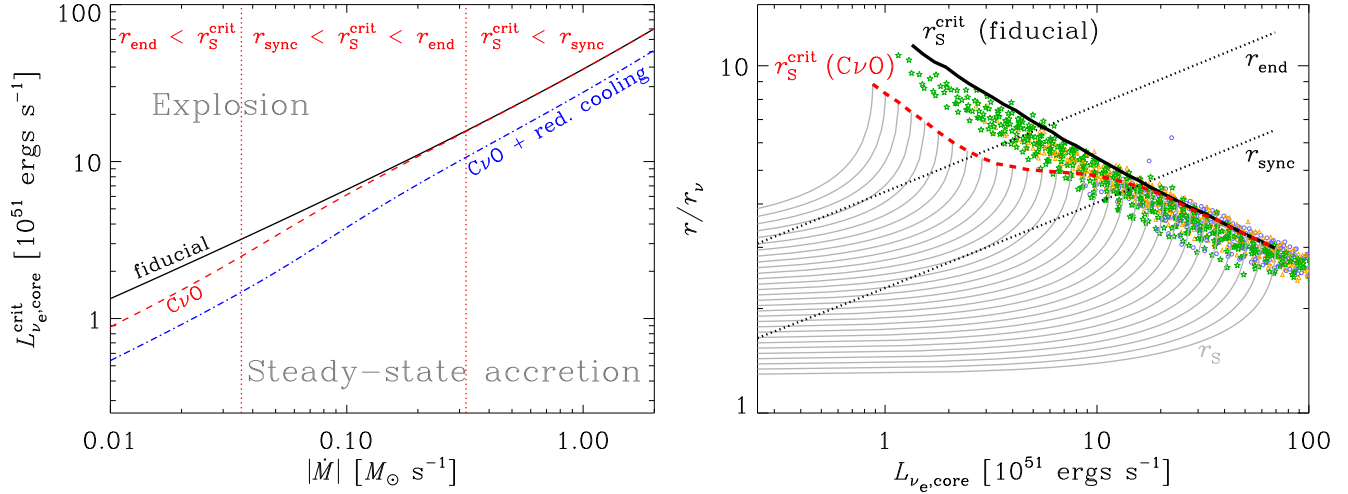 100
10
1
0.01
0.10
1.00
L^crit_νe,core [10^51 ergs s^−1]
|Ṁ| [M_⊙ s^−1]
r_end < r_S^crit
r_sync < r_S^crit < r_end
r_S^crit < r_sync
Explosion
fiducial
CνO
CνO + red. cooling
Steady−state accretion
10
1
1
10
100
r/r_ν
L_νe,core [10^51 ergs s^−1]
r_S^crit (fiducial)
r_S^crit (CνO)
r_end
r_sync
r_S